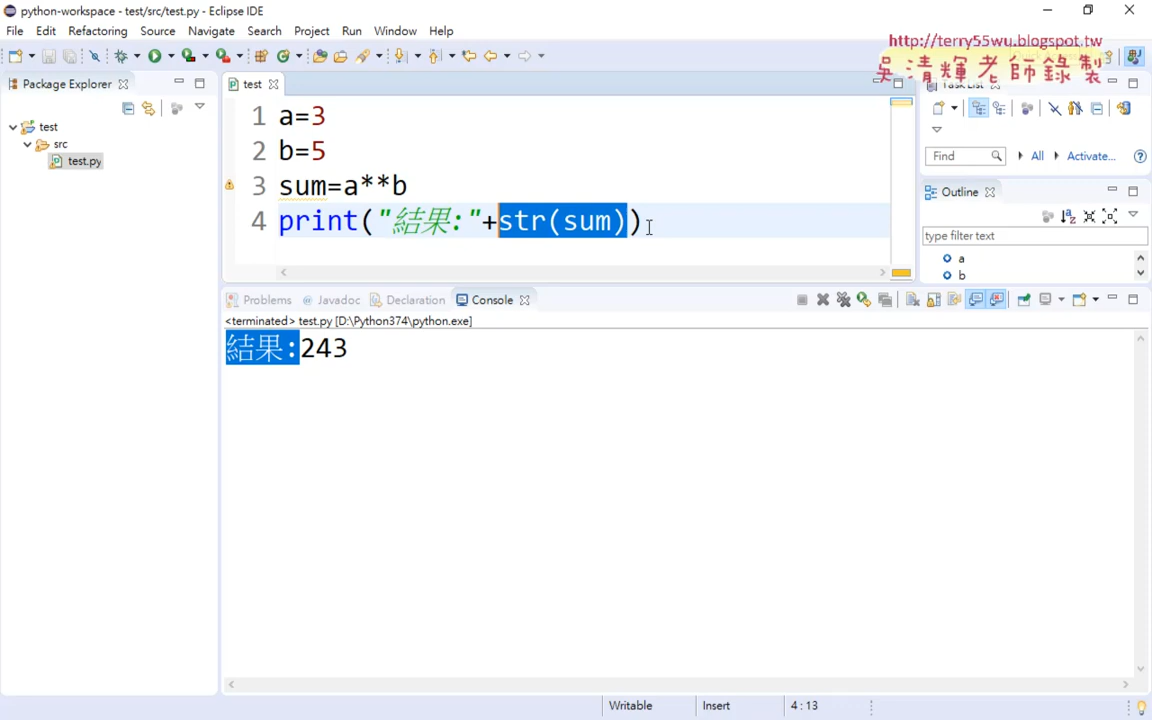 python-workspace - test/src/test.py - Eclipse IDE
File Edit Refactoring Source Navigate Search Project Run Window Help
http://terry55wu.blogspot.tw
吳清輝老師錄製
Package Explorer
test
Task List
test
src
test.py
1 a=3
2 b=5
3 sum=a**b
4 print("結果:"+str(sum))
Find All Activate...
Outline
type filter text
a
b
Problems Javadoc Declaration Console
<terminated> test.py [D:\Python374\python.exe]
結果:243
Writable Insert 4 : 13